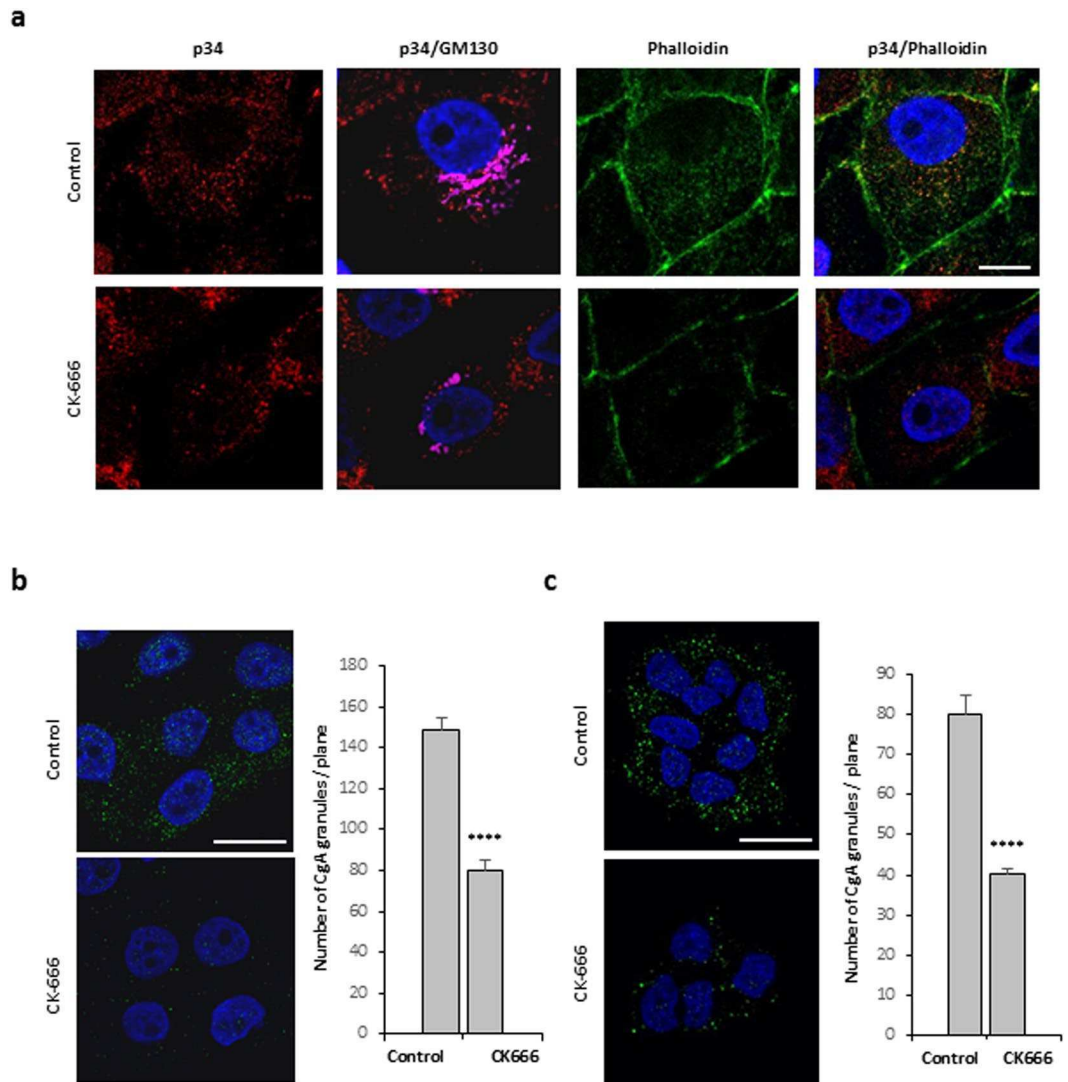 a
p34 p34/GM130 Phalloidin p34/Phalloidin
Control
CK-666
b
Control
CK-666
Number of CgA granules / plane
180
160
140
120
100
80
60
40
20
0
****
Control CK666
c
Control
CK-666
Number of CgA granules / plane
90
80
70
60
50
40
30
20
10
0
****
Control CK666